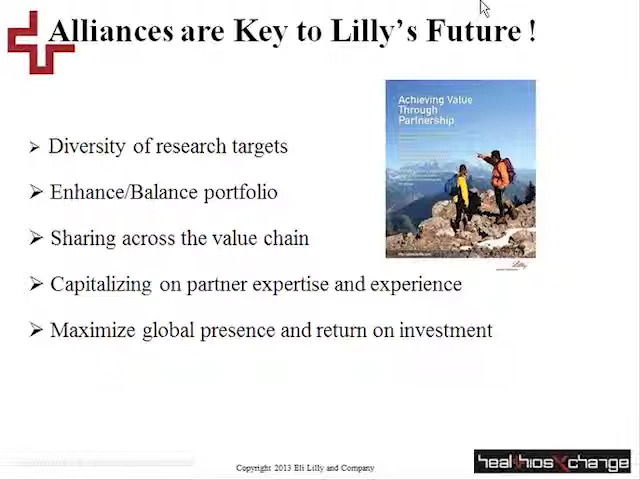 Alliances are Key to Lilly's Future !
Achieving Value
Through
Partnership
➢ Diversity of research targets
➢ Enhance/Balance portfolio
➢ Sharing across the value chain
➢ Capitalizing on partner expertise and experience
➢ Maximize global presence and return on investment
Lilly
Copyright 2013 Eli Lilly and Company
HealthiosXchange